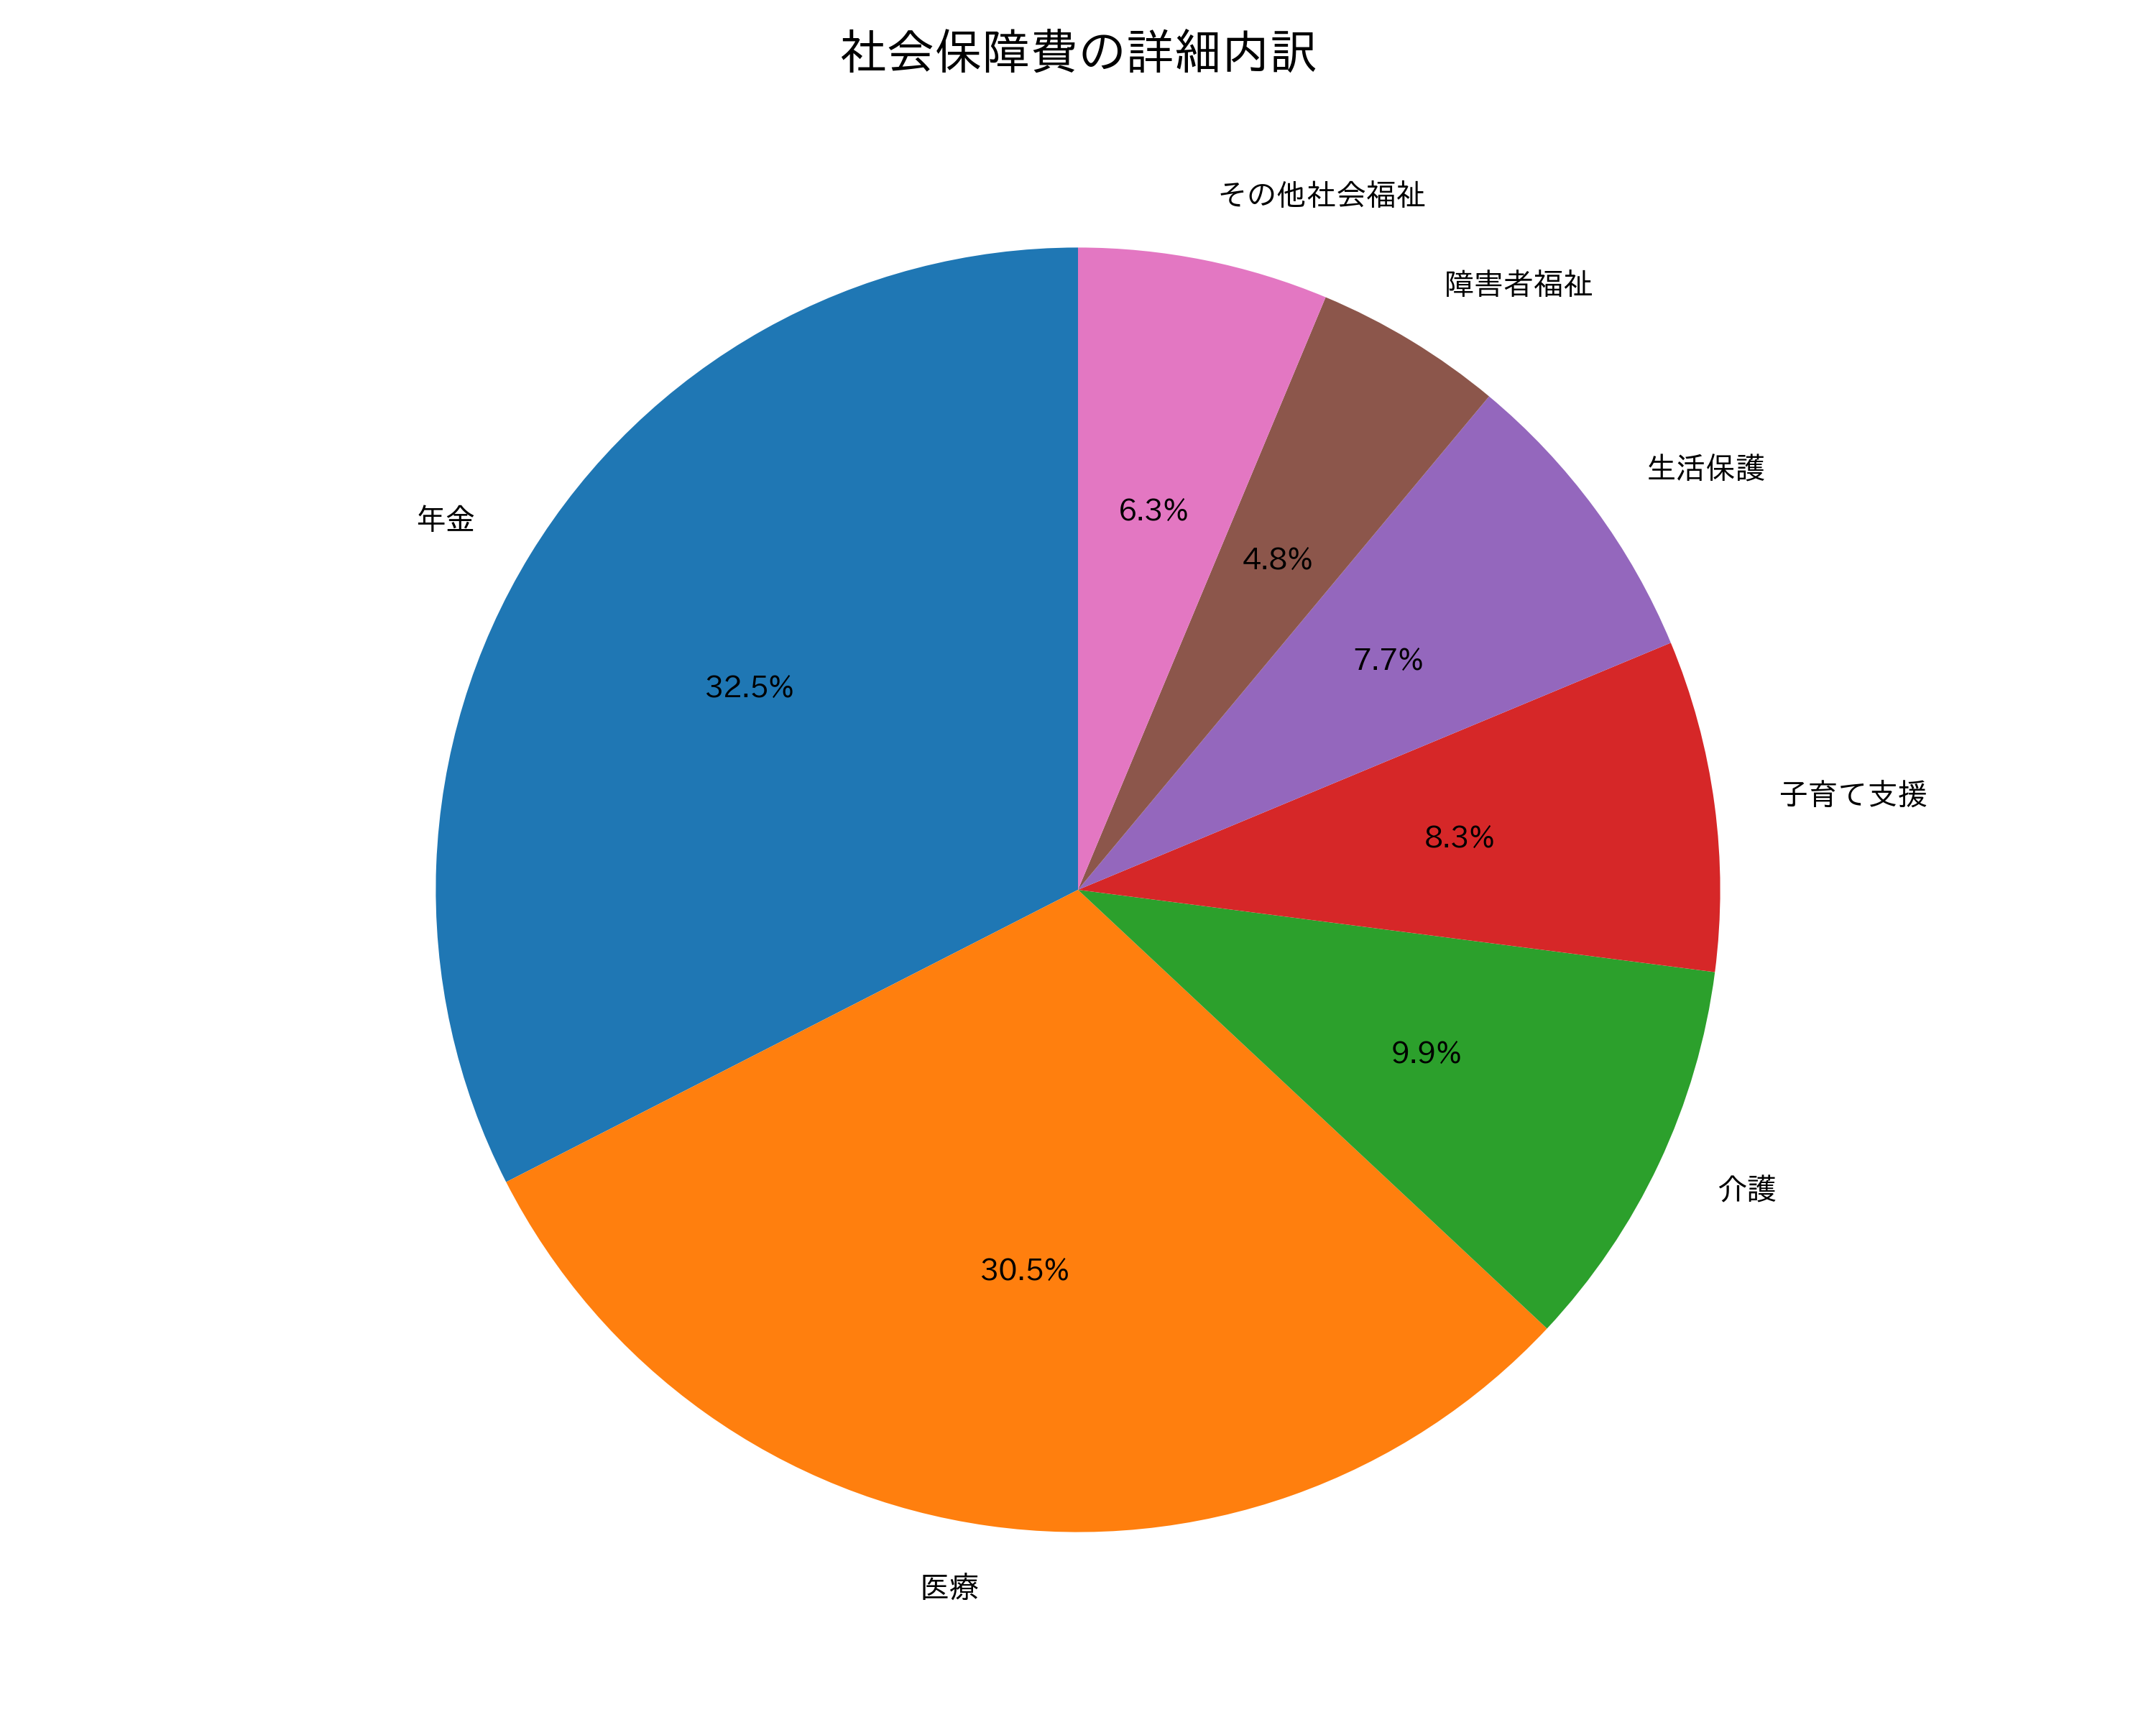 社会保障費の詳細内訳
その他社会福祉
障害者福祉
生活保護
年金
6.3%
4.8%
7.7%
32.5%
子育て支援
8.3%
9.9%
介護
30.5%
医療